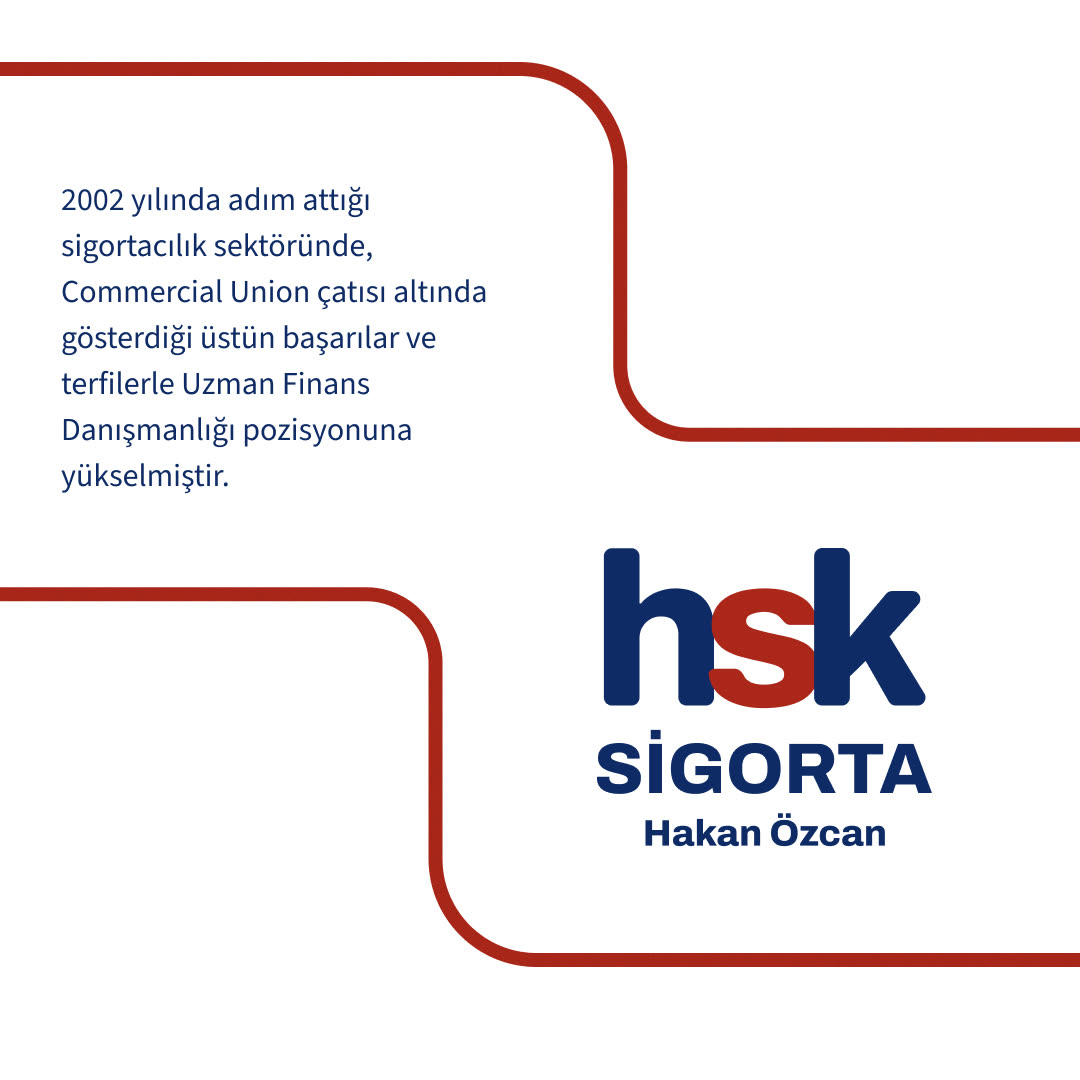 2002 yılında adım attığı
sigortacılık sektöründe,
Commercial Union çatısı altında
gösterdiği üstün başarılar ve
terfilerle Uzman Finans
Danışmanlığı pozisyonuna
yükselmiştir.
hsk
SİGORTA
Hakan Özcan